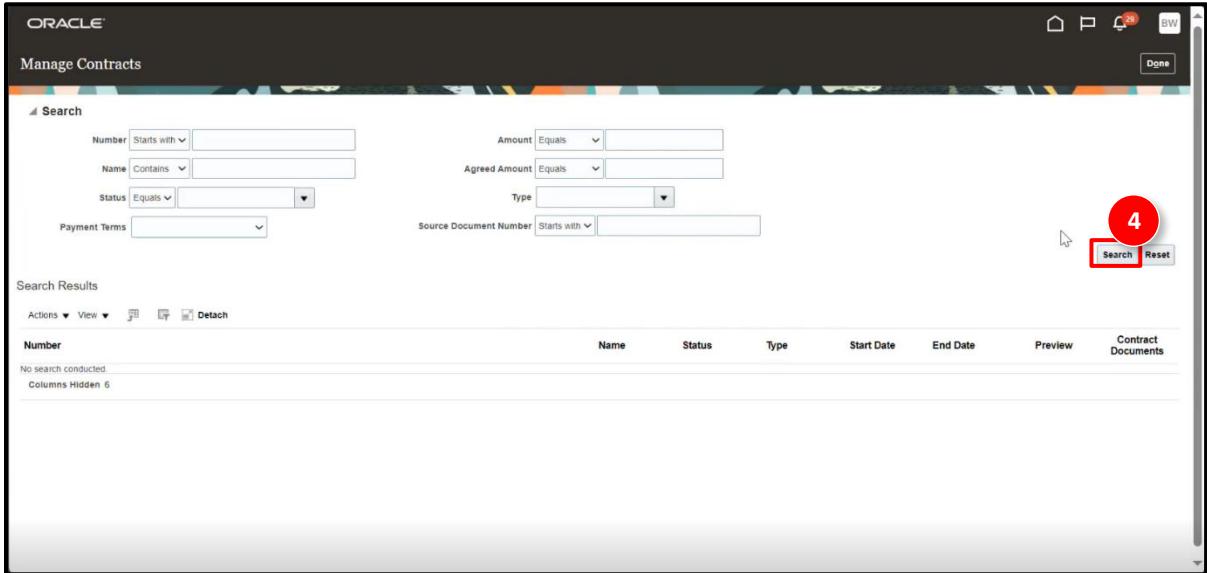 ORACLE
29
BW
Manage Contracts
Done
Search
Number Starts with
Amount Equals
Name Contains
Agreed Amount Equals
Status Equals
Type
Payment Terms
Source Document Number Starts with
4
Search Reset
Search Results
Actions View Detach
Number Name Status Type Start Date End Date Preview Contract Documents
No search conducted.
Columns Hidden 6